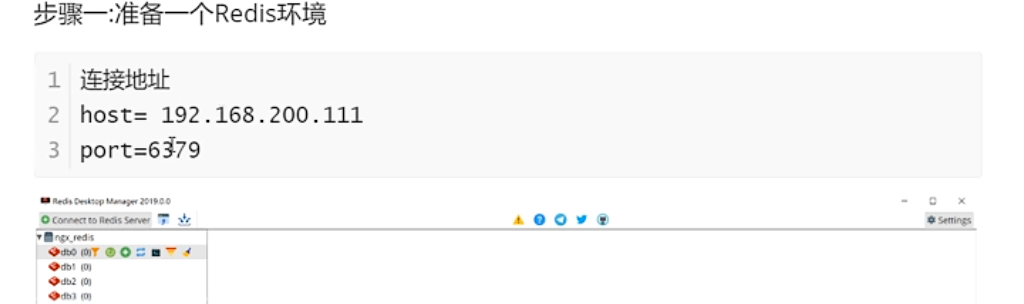 步骤一:准备一个Redis环境
1 连接地址
2 host= 192.168.200.111
3 port=6379
Redis Desktop Manager 2019.0.0
Connect to Redis Server
Settings
ngx_redis
db0 (0)
db1 (0)
db2 (0)
db3 (0)